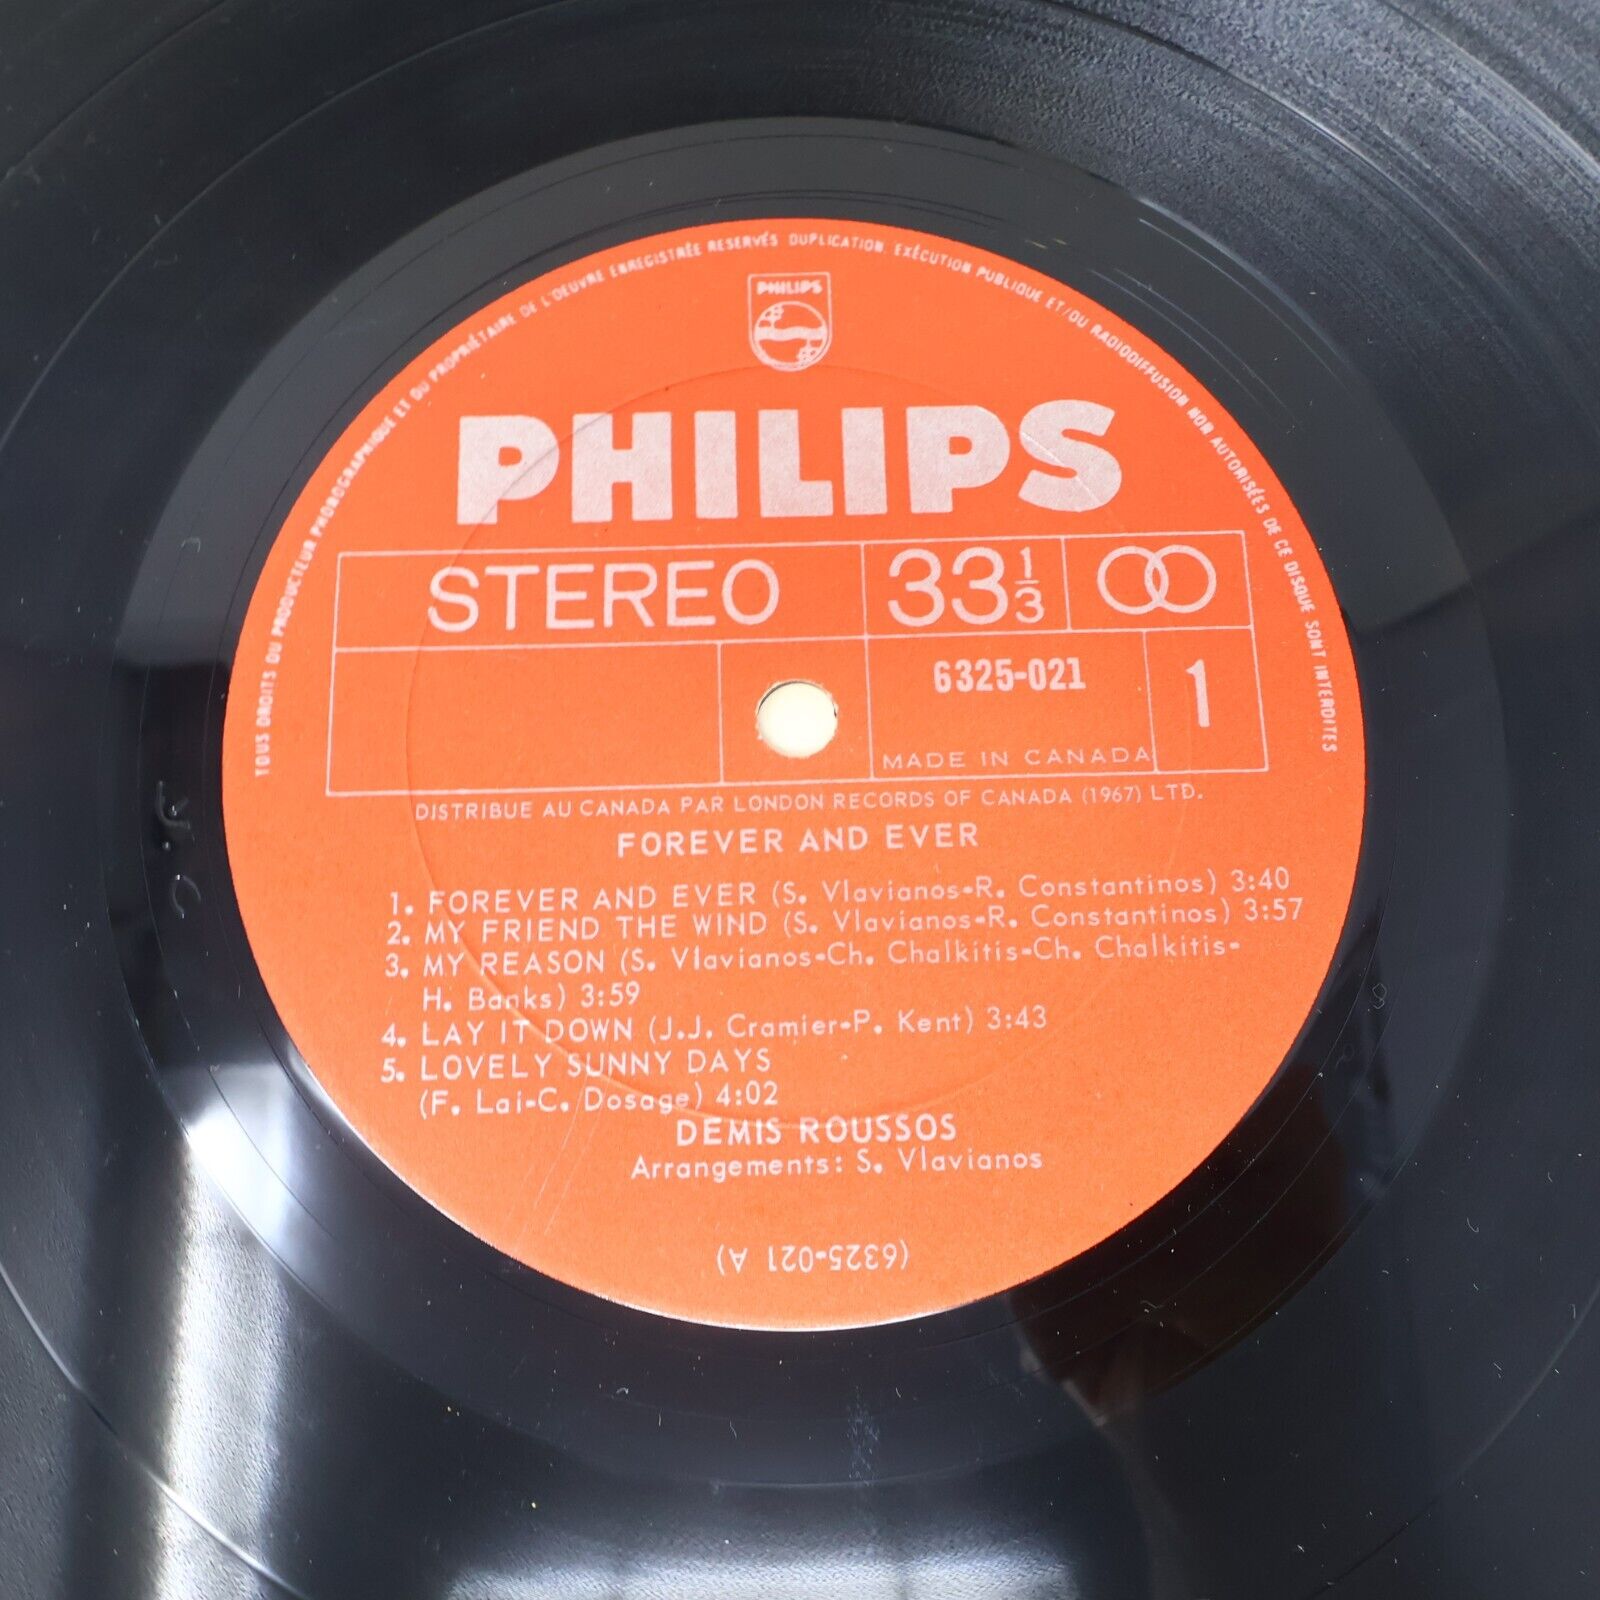 TOUS DROITS DU PRODUCTEUR PHONOGRAPHIQUE ET DU PROPRIÉTAIRE DE L'OEUVRE ENREGISTRÉE RESERVÉS DUPLICATION, EXÉCUTION PUBLIQUE ET/OU RADIODIFFUSION NON AUTORISÉES DE CE DISQUE SONT INTERDITES
PHILIPS
PHILIPS
STEREO 33 1/3
6325-021 1
MADE IN CANADA
DISTRIBUE AU CANADA PAR LONDON RECORDS OF CANADA (1967) LTD.
FOREVER AND EVER
1. FOREVER AND EVER (S. Vlavianos-R. Constantinos) 3:40
2. MY FRIEND THE WIND (S. Vlavianos-R. Constantinos) 3:57
3. MY REASON (S. Vlavianos-Ch. Chalkitis-Ch. Chalkitis-
H. Banks) 3:59
4. LAY IT DOWN (J.J. Cramier-P. Kent) 3:43
5. LOVELY SUNNY DAYS
(F. Lai-C. Dosage) 4:02
DEMIS ROUSSOS
Arrangements: S. Vlavianos
(6325-021 A)